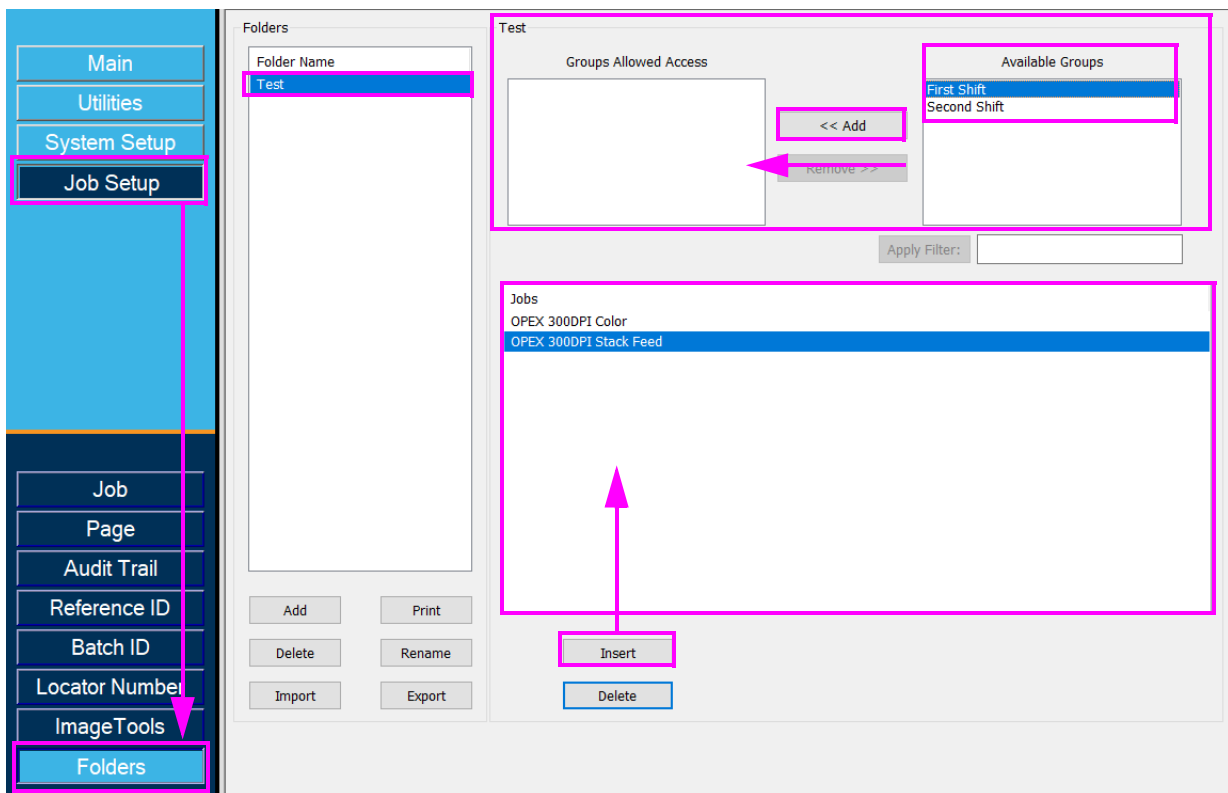 Main
Utilities
System Setup
Job Setup
Job
Page
Audit Trail
Reference ID
Batch ID
Locator Number
ImageTools
Folders
Folders
Folder Name
Test
Add
Print
Delete
Rename
Import
Export
Test
Groups Allowed Access
<< Add
Remove >>
Available Groups
First Shift
Second Shift
Apply Filter:
Jobs
OPEX 300DPI Color
OPEX 300DPI Stack Feed
Insert
Delete